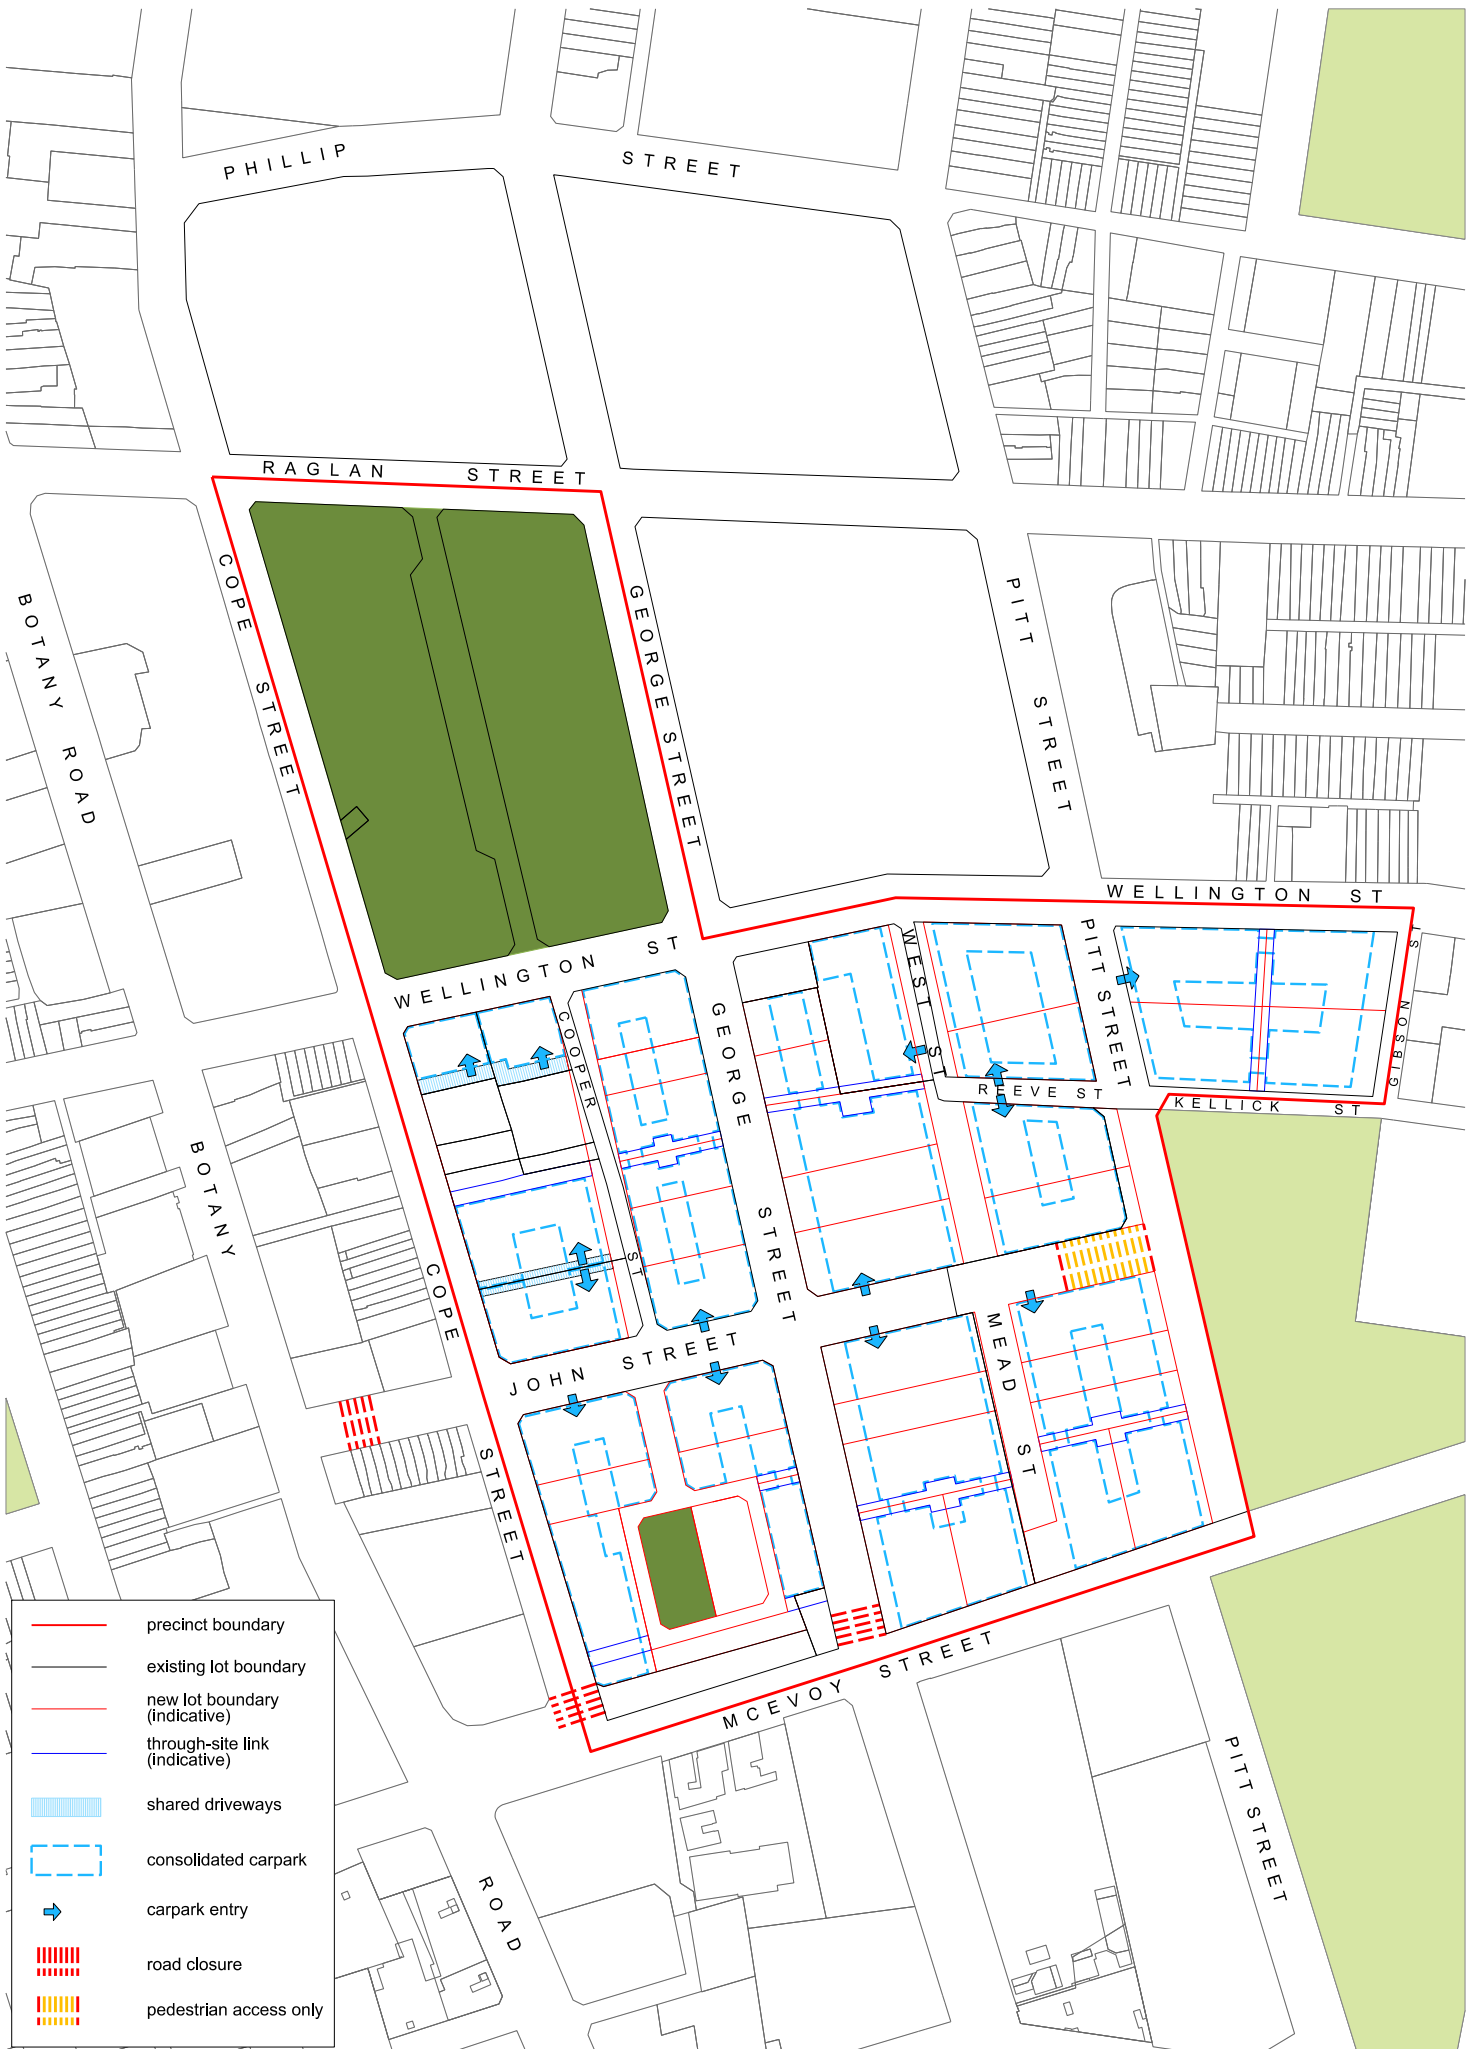 PHILLIP STREET
RAGLAN STREET
COPE STREET
GEORGE STREET
PITT STREET
BOTANY ROAD
WELLINGTON ST
WELLINGTON ST
WEST ST
PITT STREET
GIBSON ST
COOPER ST
GEORGE STREET
REEVE ST
KELLICK ST
BOTANY ROAD
COPE STREET
JOHN STREET
MEAD ST
MCEVOY STREET
PITT STREET
precinct boundary
existing lot boundary
new lot boundary
(indicative)
through-site link
(indicative)
shared driveways
consolidated carpark
carpark entry
road closure
pedestrian access only